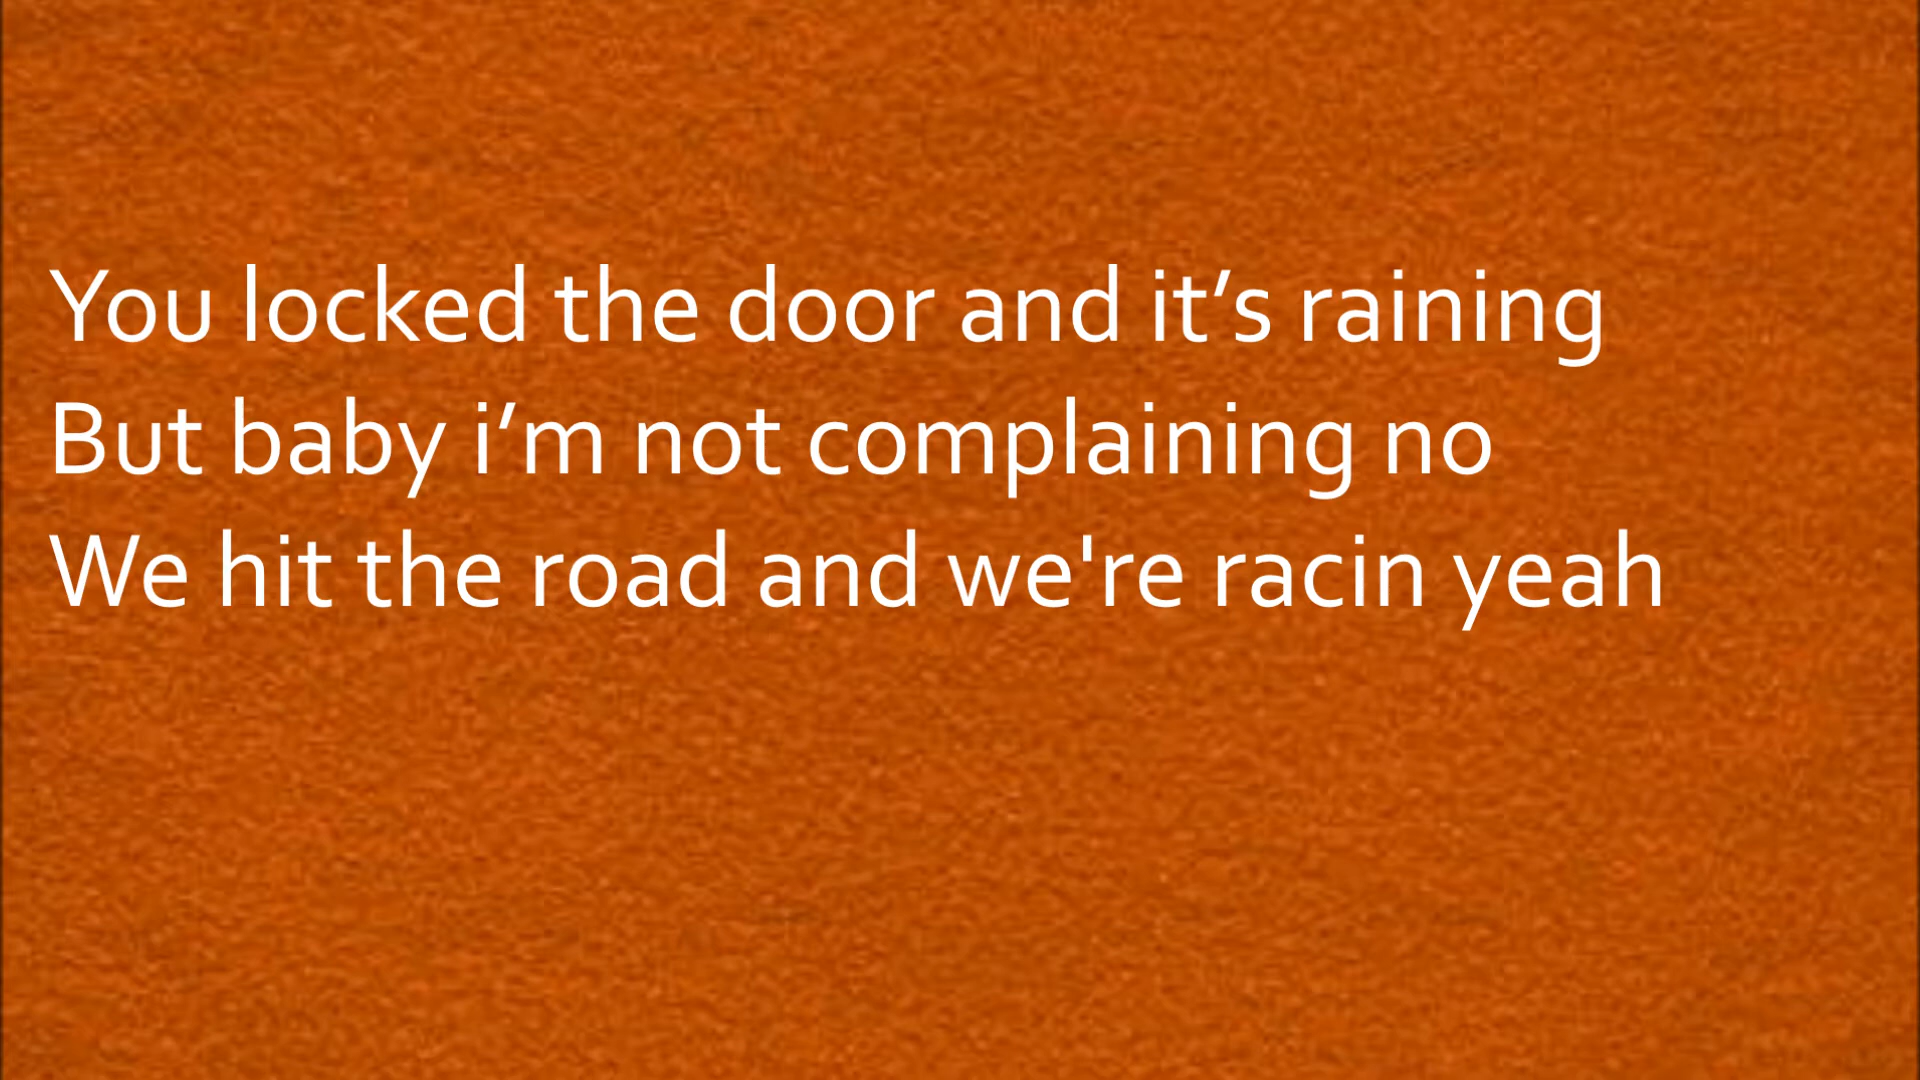 You locked the door and it’s raining
But baby i’m not complaining no
We hit the road and we're racin yeah